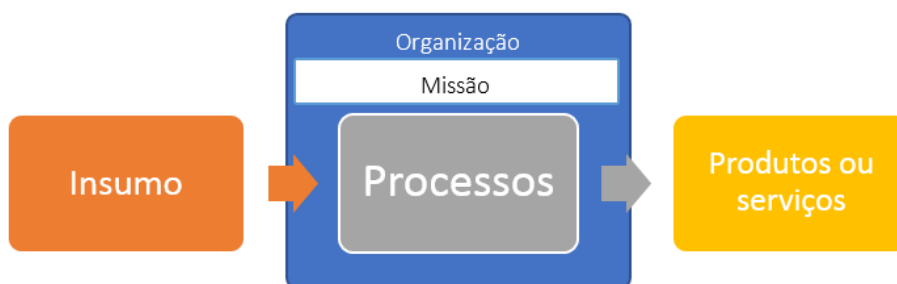 Organização
Missão
Insumo
Processos
Produtos ou
serviços